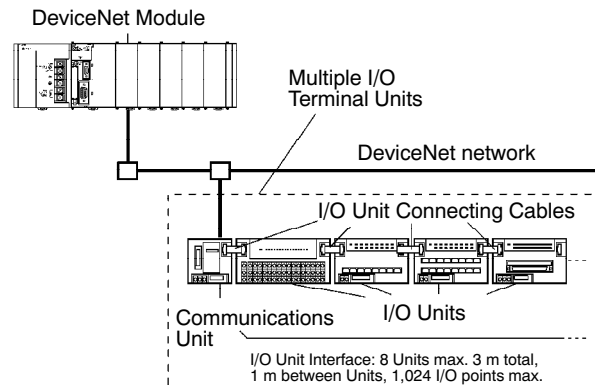 DeviceNet Module
Multiple I/O
Terminal Units
DeviceNet network
I/O Unit Connecting Cables
Communications
Unit
I/O Units
I/O Unit Interface: 8 Units max. 3 m total,
1 m between Units, 1,024 I/O points max.